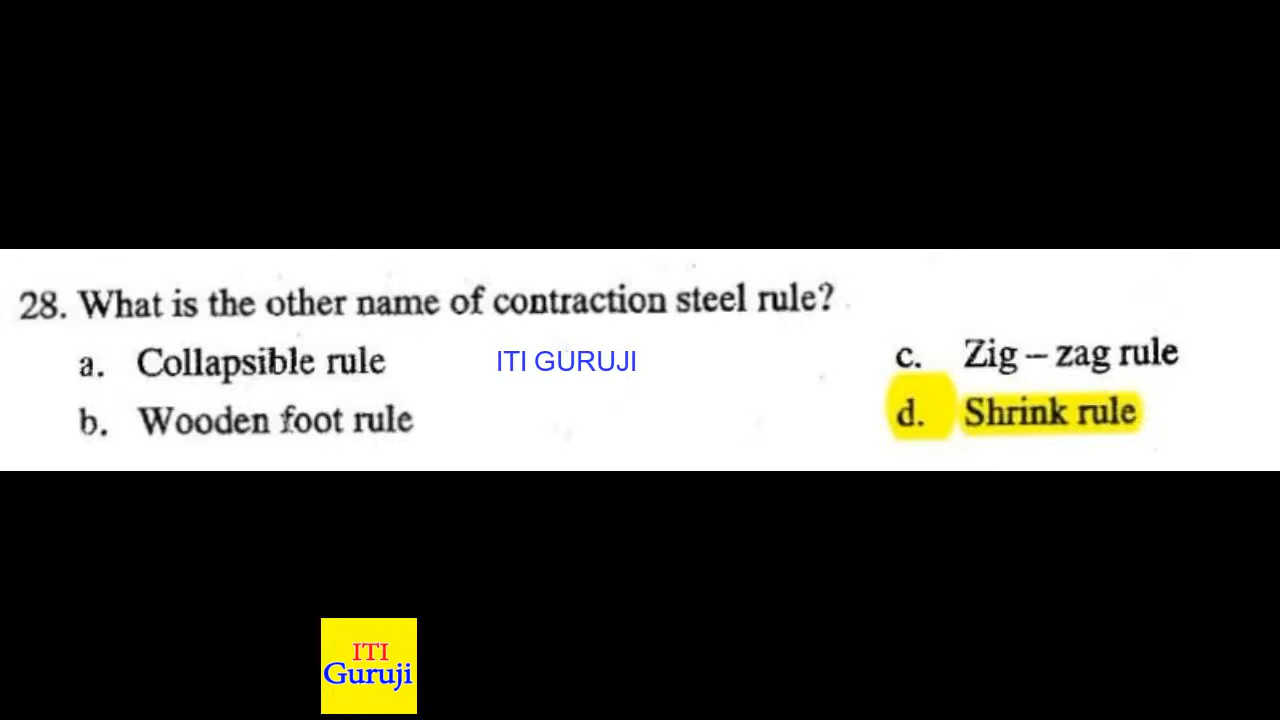 28. What is the other name of contraction steel rule?
a. Collapsible rule
ITI GURUJI
c. Zig – zag rule
b. Wooden foot rule
d. Shrink rule
ITI
Guruji